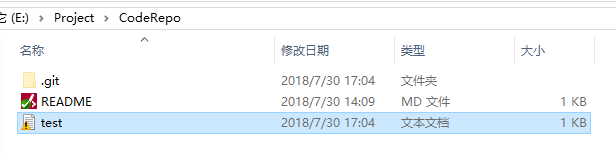 (E:) › Project › CodeRepo
名称 修改日期 类型 大小
.git 2018/7/30 17:04 文件夹
README 2018/7/30 14:09 MD 文件 1 KB
test 2018/7/30 17:04 文本文档 1 KB